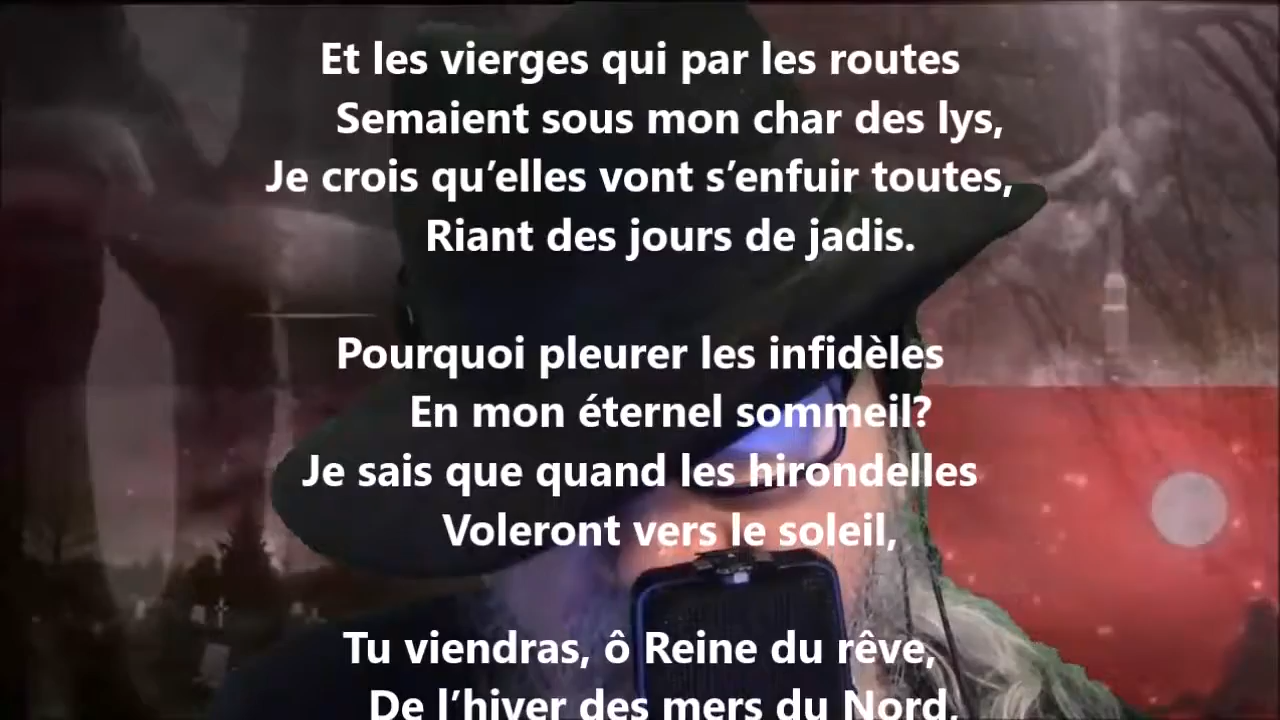 Et les vierges qui par les routes
Semaient sous mon char des lys,
Je crois qu’elles vont s’enfuir toutes,
Riant des jours de jadis.
Pourquoi pleurer les infidèles
En mon éternel sommeil?
Je sais que quand les hirondelles
Voleront vers le soleil,
Tu viendras, ô Reine du rêve,
De l’hiver des mers du Nord,